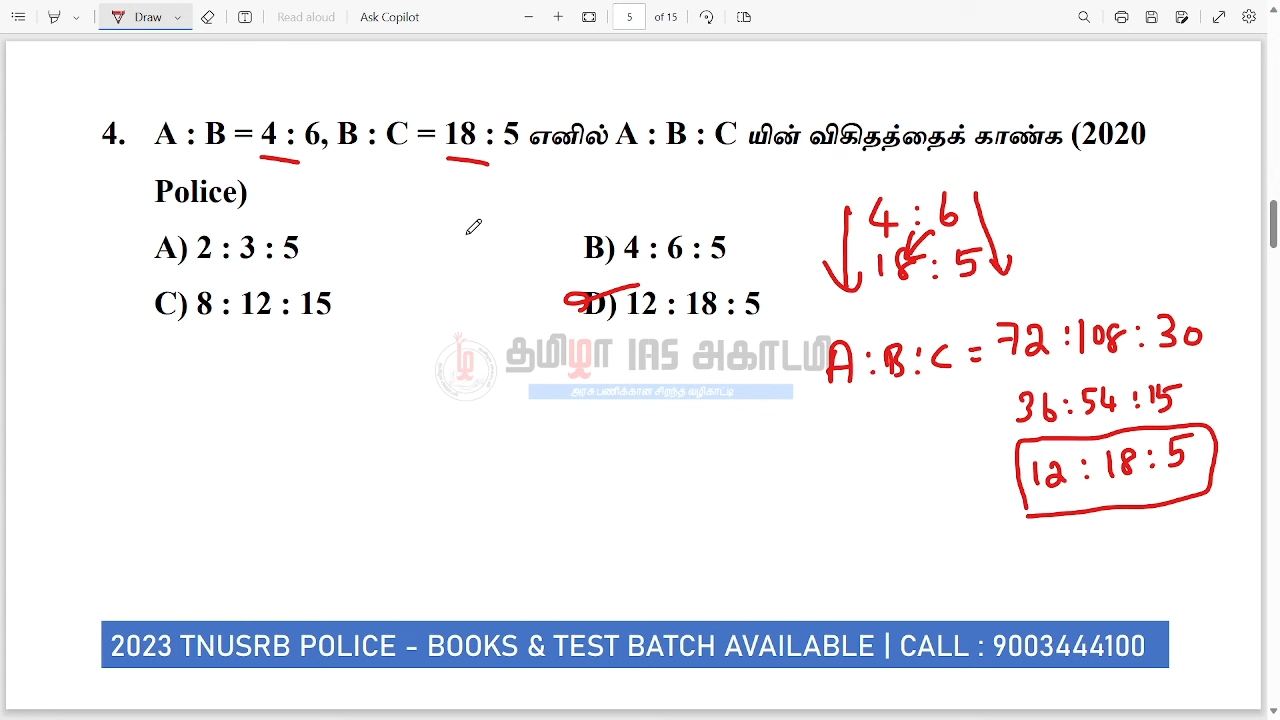 Draw
Read aloud
Ask Copilot
5
of 15
4. A : B = 4 : 6, B : C = 18 : 5 எனில் A : B : C யின் விகிதத்தைக் காண்க (2020
Police)
A) 2 : 3 : 5
B) 4 : 6 : 5
C) 8 : 12 : 15
D) 12 : 18 : 5
4 : 6
18 : 5
A : B : C = 72 : 108 : 30
36 : 54 : 15
12 : 18 : 5
தமிழா IAS அகாடமி
அரசு பணிக்கான சிறந்த வழிகாட்டி
2023 TNUSRB POLICE - BOOKS & TEST BATCH AVAILABLE | CALL : 9003444100